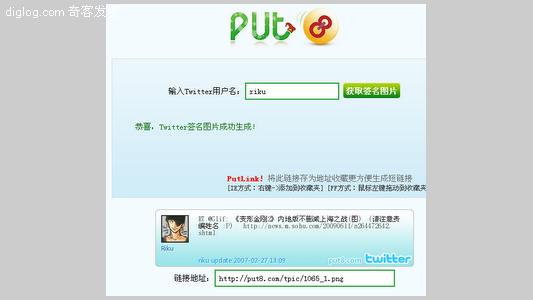 diglog.com 奇客发
PUT 8
输入Twitter用户名: riku 获取签名图片
恭喜，Twitter签名图片成功生成!
PutLink! 将此链接存为地址收藏更方便生成短链接
[IE方式：右键->添加到收藏夹] [FF方式：鼠标左键拖动到收藏夹
RT @Glif: 《变形金刚2》内地版不删减上海之战(图) (请注意责
编姓名 :P) http://news.m.sohu.com/20090611/n264472642.
shtml
Riku
riku update 2007-02-27 13:09
put8.com twitter
链接地址: http://put8.com/tpic/1065_1.png